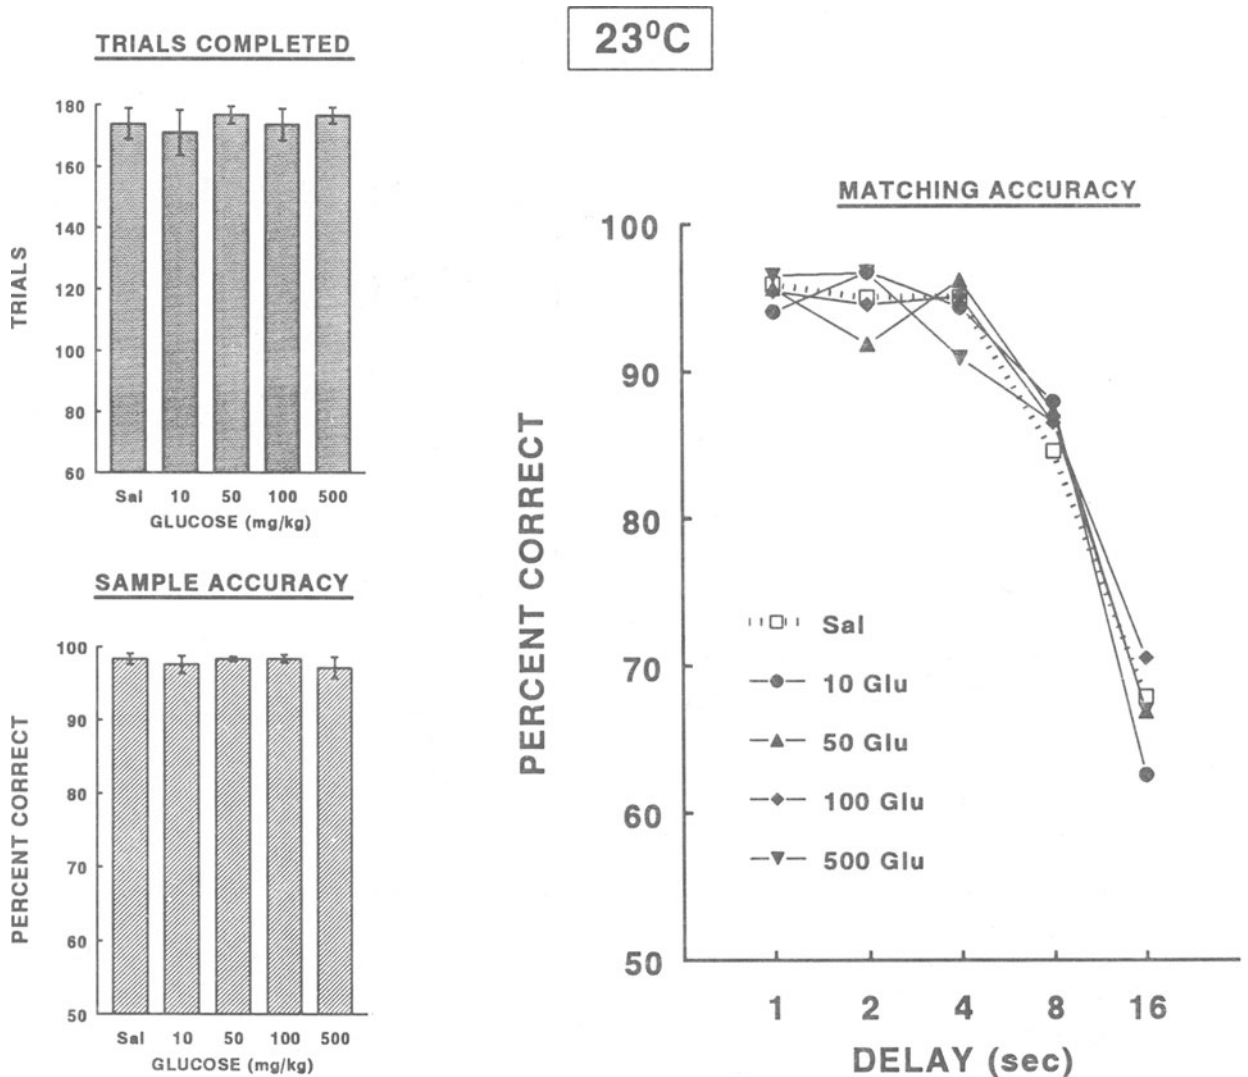 23⁰C
TRIALS COMPLETED
180
160
140
120
100
80
60
TRIALS
Sal 10 50 100 500
GLUCOSE (mg/kg)
SAMPLE ACCURACY
100
90
80
70
60
50
PERCENT CORRECT
Sal 10 50 100 500
GLUCOSE (mg/kg)
MATCHING ACCURACY
100
90
80
70
60
50
PERCENT CORRECT
Sal
10 Glu
50 Glu
100 Glu
500 Glu
1 2 4 8 16
DELAY (sec)